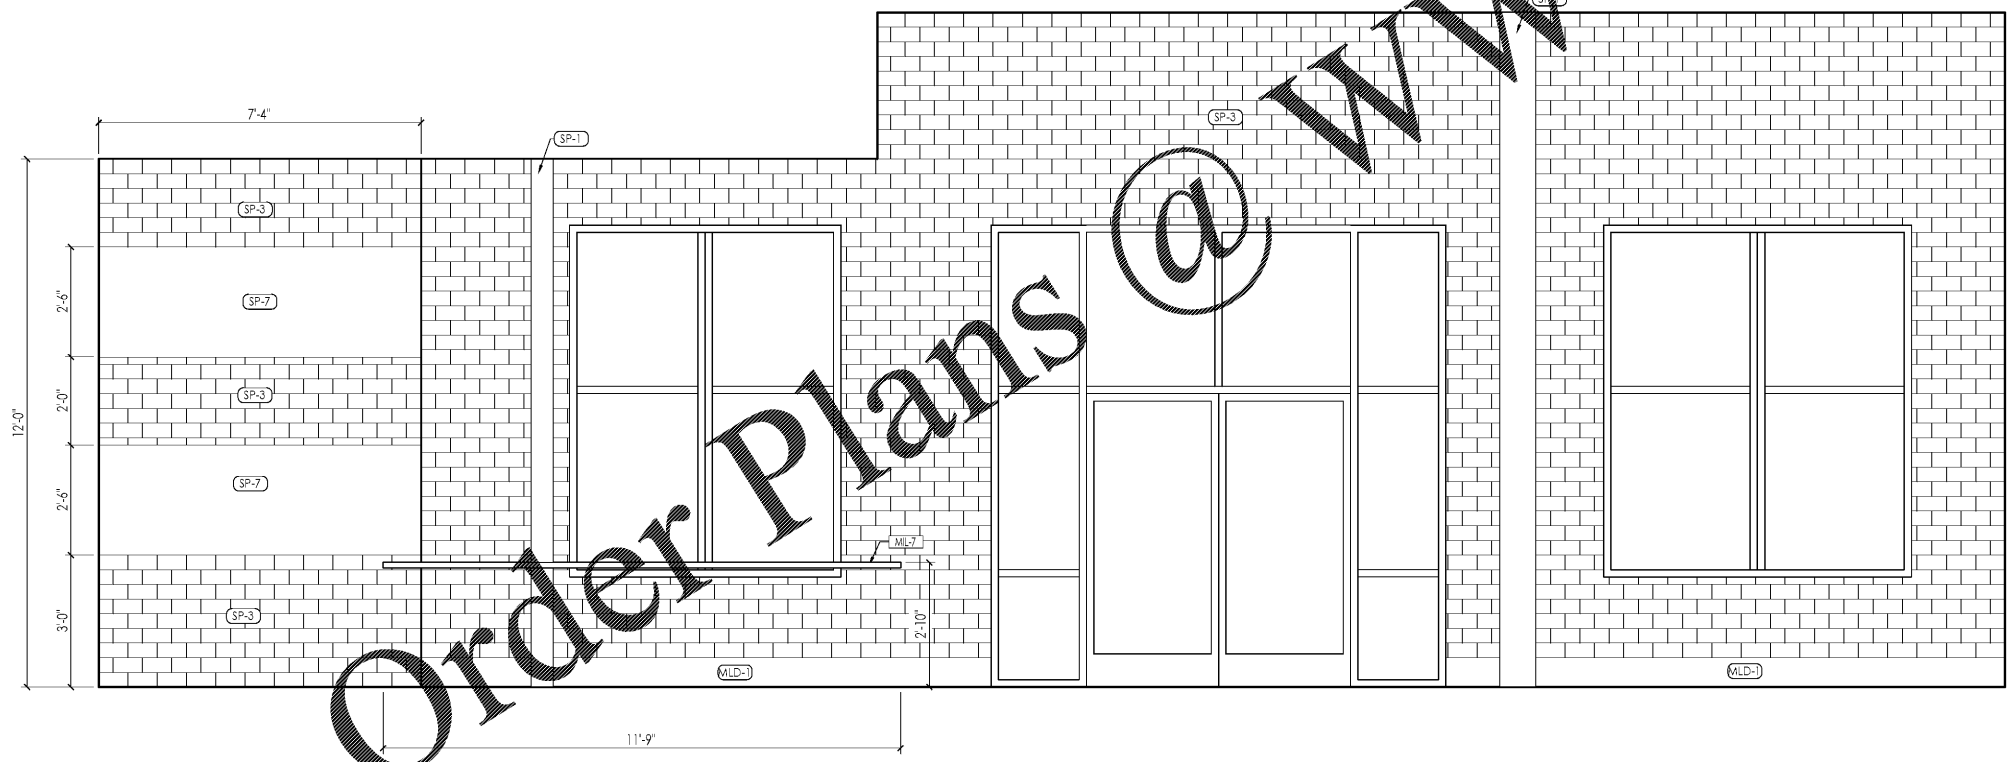 7'-4"
SP-1
SP-3
SP-3
SP-7
2'-6"
SP-3
2'-0"
12'-0"
SP-7
2'-6"
MIL-7
SP-3
3'-0"
2'-10"
MLD-1
MLD-1
11'-9"
Order Plans @ WW